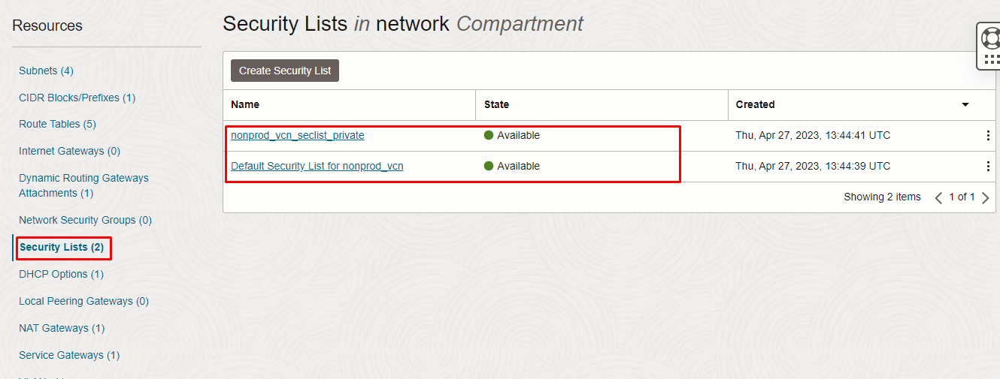 Resources
Subnets (4)
CIDR Blocks/Prefixes (1)
Route Tables (5)
Internet Gateways (0)
Dynamic Routing Gateways
Attachments (1)
Network Security Groups (0)
Security Lists (2)
DHCP Options (1)
Local Peering Gateways (0)
NAT Gateways (1)
Service Gateways (1)
Security Lists in network Compartment
Create Security List
Name State Created
nonprod_vcn_seclist_private Available Thu, Apr 27, 2023, 13:44:41 UTC
Default Security List for nonprod_vcn Available Thu, Apr 27, 2023, 13:44:39 UTC
Showing 2 items 1 of 1